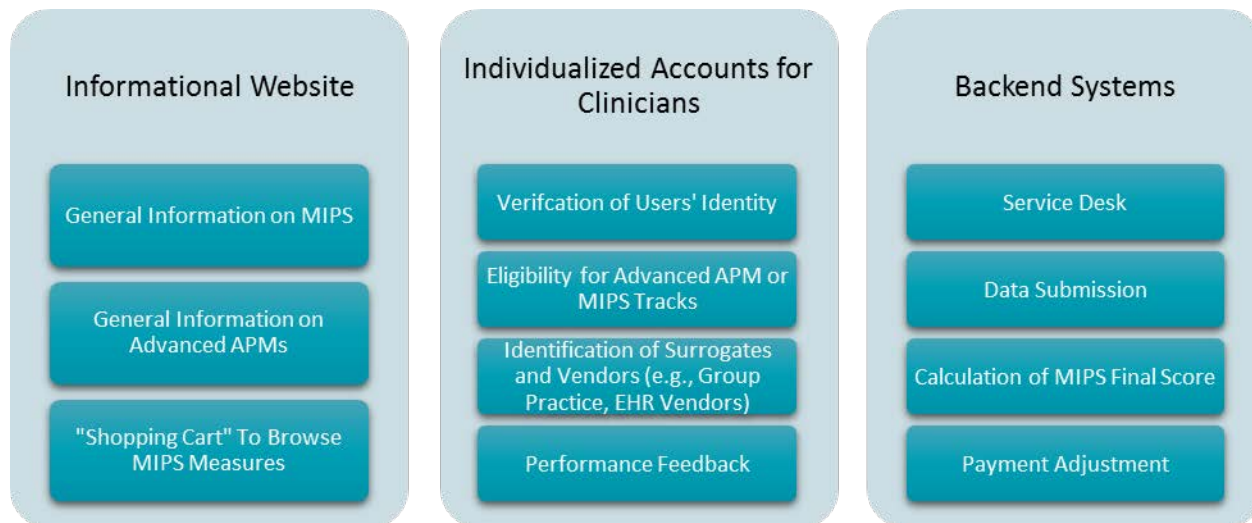 Informational Website
General Information on MIPS
General Information on
Advanced APMs
"Shopping Cart" To Browse
MIPS Measures
Individualized Accounts for
Clinicians
Verifcation of Users' Identity
Eligibility for Advanced APM or
MIPS Tracks
Identification of Surrogates
and Vendors (e.g., Group
Practice, EHR Vendors)
Performance Feedback
Backend Systems
Service Desk
Data Submission
Calculation of MIPS Final Score
Payment Adjustment